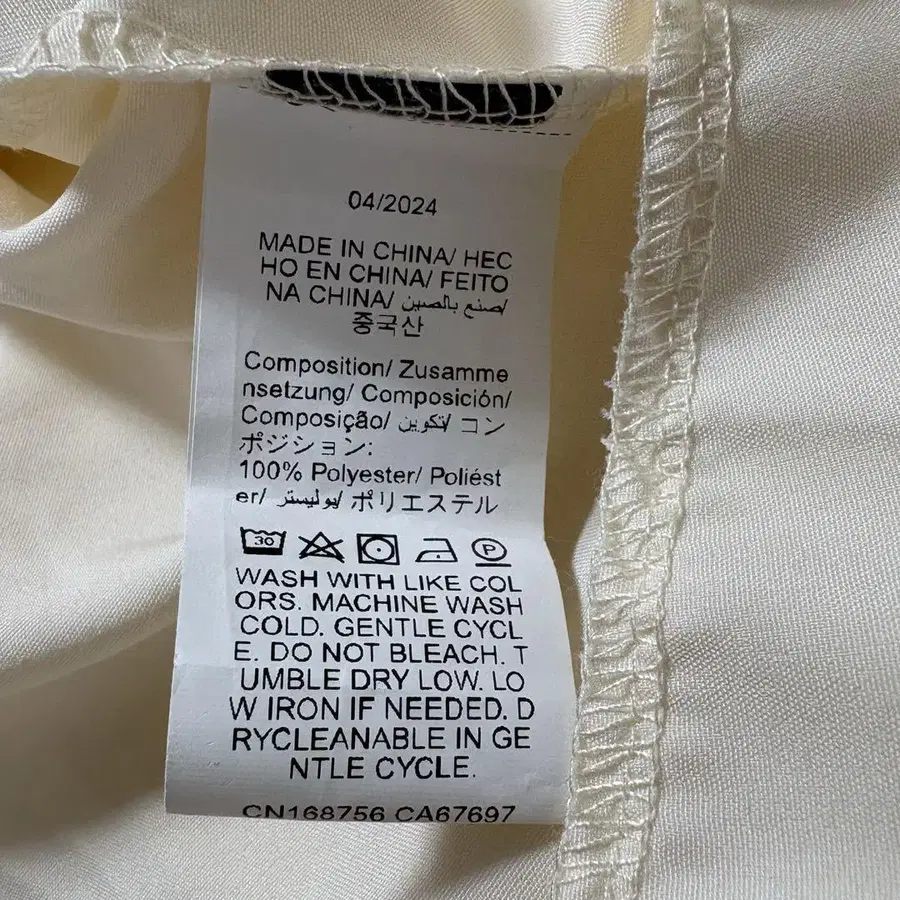 04/2024
MADE IN CHINA/ HEC
HO EN CHINA/ FEITO
NA CHINA/ صنع بالصين/
중국산
Composition/ Zusamme
nsetzung/ Composición/
Composição/ تكوين/ コン
ポジション:
100% Polyester/ Poliést
er/ بوليستر/ ポリエステル
30 P
WASH WITH LIKE COL
ORS. MACHINE WASH
COLD. GENTLE CYCL
E. DO NOT BLEACH. T
UMBLE DRY LOW. LO
W IRON IF NEEDED. D
RYCLEANABLE IN GE
NTLE CYCLE.
CN168756 CA67697